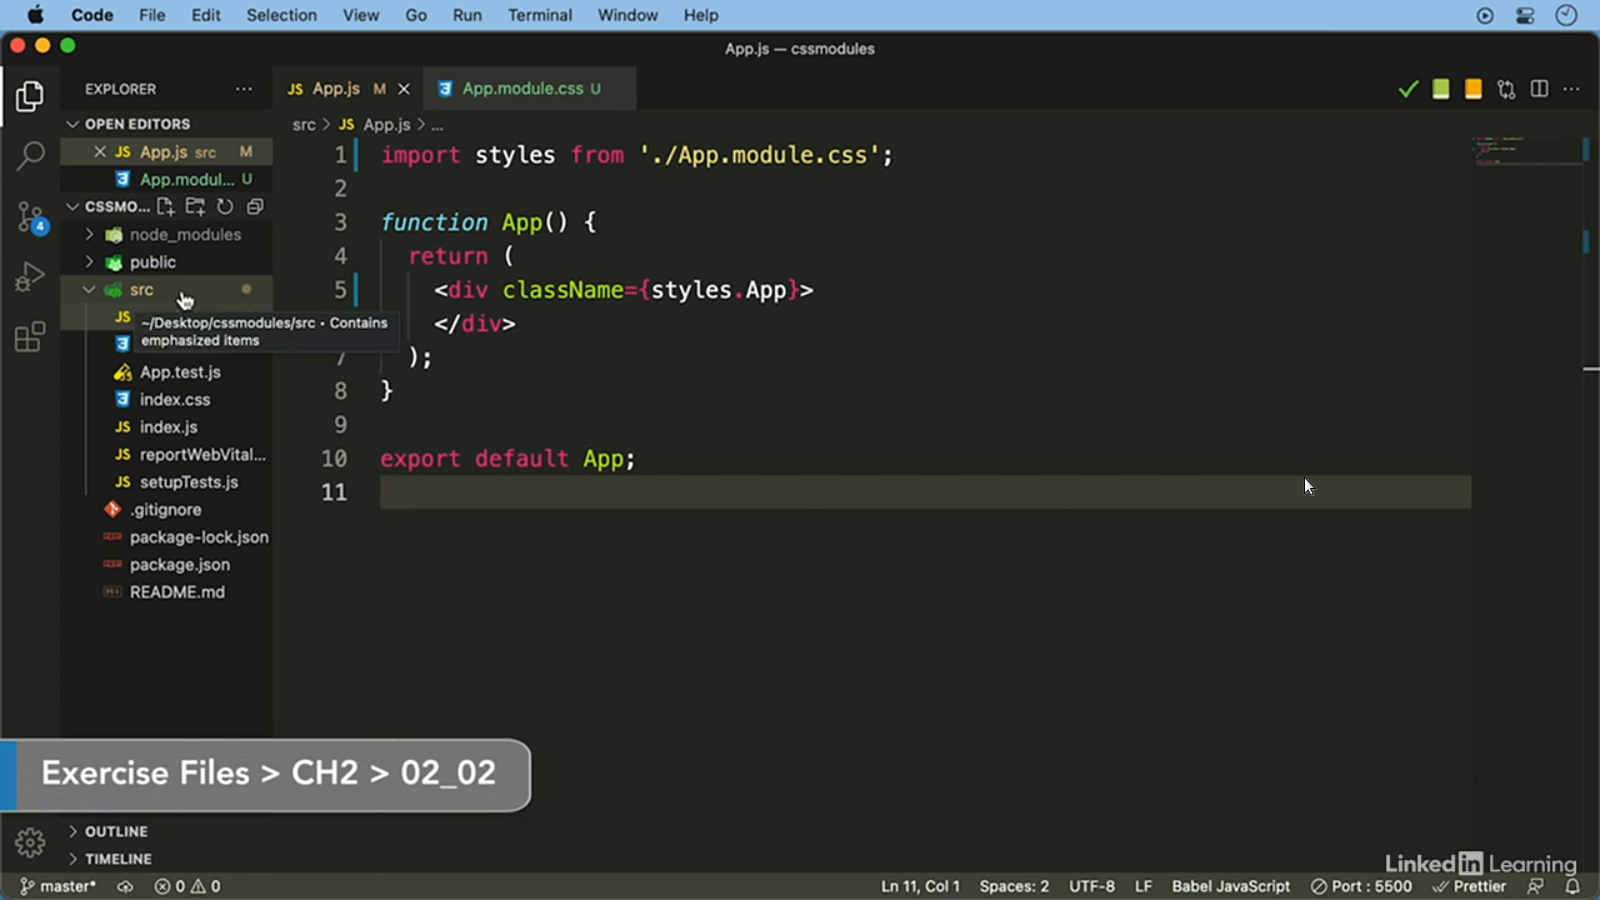 Code File Edit Selection View Go Run Terminal Window Help
App.js — cssmodules
EXPLORER ...
JS App.js M
App.module.css U
OPEN EDITORS
JS App.js src M
App.modul... U
CSSMO...
node_modules
public
src
JS
~/Desktop/cssmodules/src • Contains
emphasized items
App.test.js
index.css
JS index.js
JS reportWebVital...
JS setupTests.js
.gitignore
package-lock.json
package.json
README.md
4
src > JS App.js > ...
1 import styles from './App.module.css';
2
3 function App() {
4 return (
5 <div className={styles.App}>
</div>
7 );
8 }
9
10 export default App;
11
Exercise Files > CH2 > 02_02
OUTLINE
TIMELINE
LinkedIn Learning
master* 0 0 Ln 11, Col 1 Spaces: 2 UTF-8 LF Babel JavaScript Port : 5500 Prettier